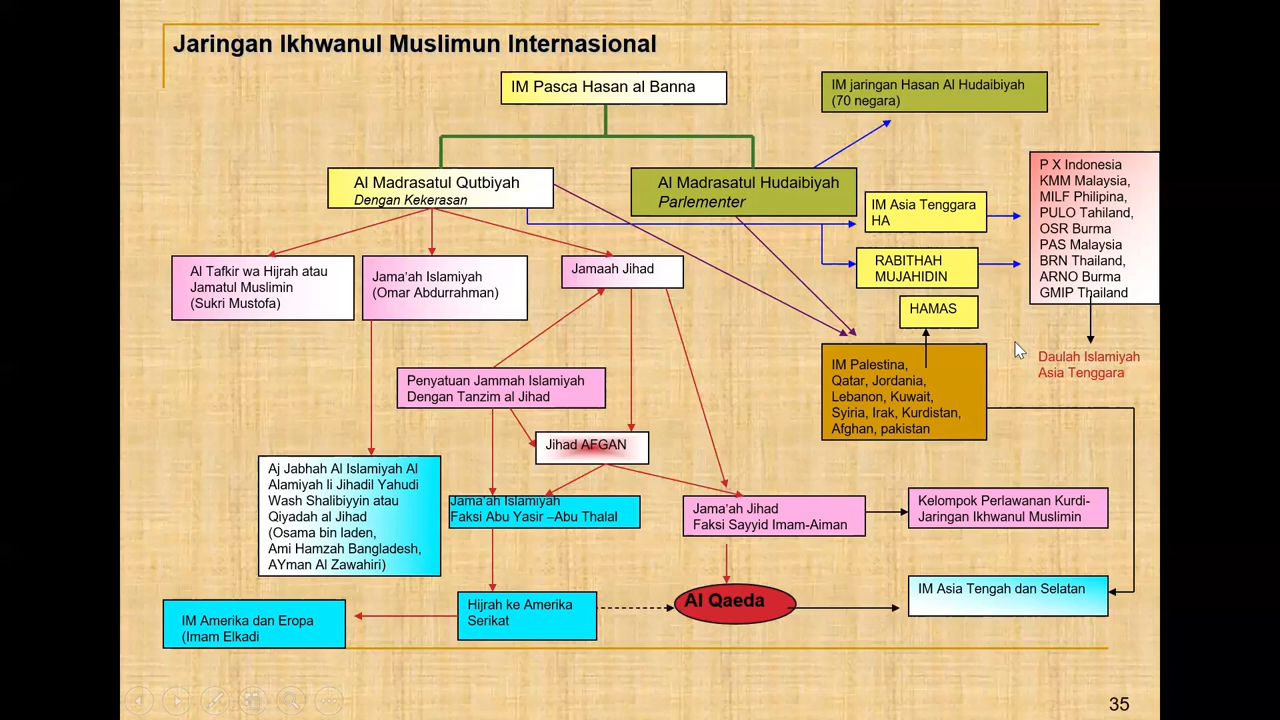 Jaringan Ikhwanul Muslimun Internasional
IM Pasca Hasan al Banna
IM jaringan Hasan Al Hudaibiyah
(70 negara)
Al Madrasatul Qutbiyah
Dengan Kekerasan
Al Madrasatul Hudaibiyah
Parlementer
IM Asia Tenggara
HA
P X Indonesia
KMM Malaysia,
MILF Philipina,
PULO Tahiland,
OSR Burma
PAS Malaysia
BRN Thailand,
ARNO Burma
GMIP Thailand
Al Tafkir wa Hijrah atau
Jamatul Muslimin
(Sukri Mustofa)
Jama'ah Islamiyah
(Omar Abdurrahman)
Jamaah Jihad
RABITHAH
MUJAHIDIN
HAMAS
Daulah Islamiyah
Asia Tenggara
IM Palestina,
Qatar, Jordania,
Lebanon, Kuwait,
Syiria, Irak, Kurdistan,
Afghan, pakistan
Penyatuan Jammah Islamiyah
Dengan Tanzim al Jihad
Jihad AFGAN
Aj Jabhah Al Islamiyah Al
Alamiyah li Jihadil Yahudi
Wash Shalibiyyin atau
Qiyadah al Jihad
(Osama bin laden,
Ami Hamzah Bangladesh,
AYman Al Zawahiri)
Jama'ah Islamiyah
Faksi Abu Yasir –Abu Thalal
Jama'ah Jihad
Faksi Sayyid Imam-Aiman
Kelompok Perlawanan Kurdi-
Jaringan Ikhwanul Muslimin
IM Asia Tengah dan Selatan
Al Qaeda
Hijrah ke Amerika
Serikat
IM Amerika dan Eropa
(Imam Elkadi
35